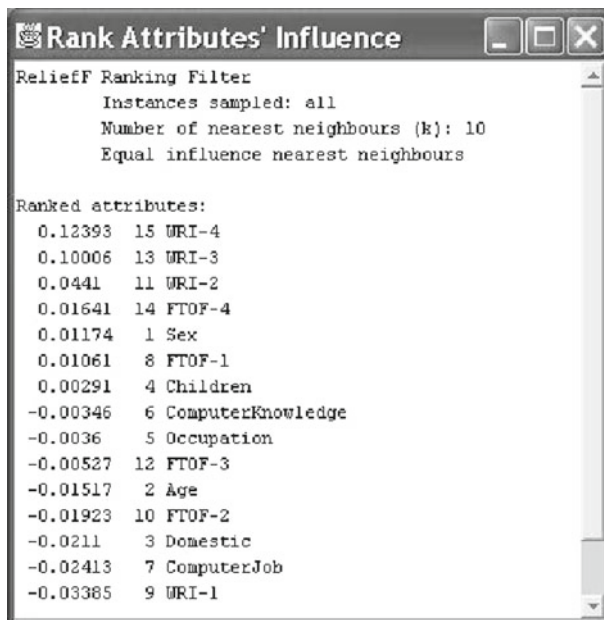 Rank Attributes' Influence
ReliefF Ranking Filter
Instances sampled: all
Number of nearest neighbours (k): 10
Equal influence nearest neighbours
Ranked attributes:
0.12393 15 WRI-4
0.10006 13 WRI-3
0.0441 11 WRI-2
0.01641 14 FTOF-4
0.01174 1 Sex
0.01061 8 FTOF-1
0.00291 4 Children
-0.00346 6 ComputerKnowledge
-0.0036 5 Occupation
-0.00527 12 FTOF-3
-0.01517 2 Age
-0.01923 10 FTOF-2
-0.0211 3 Domestic
-0.02413 7 ComputerJob
-0.03385 9 WRI-1